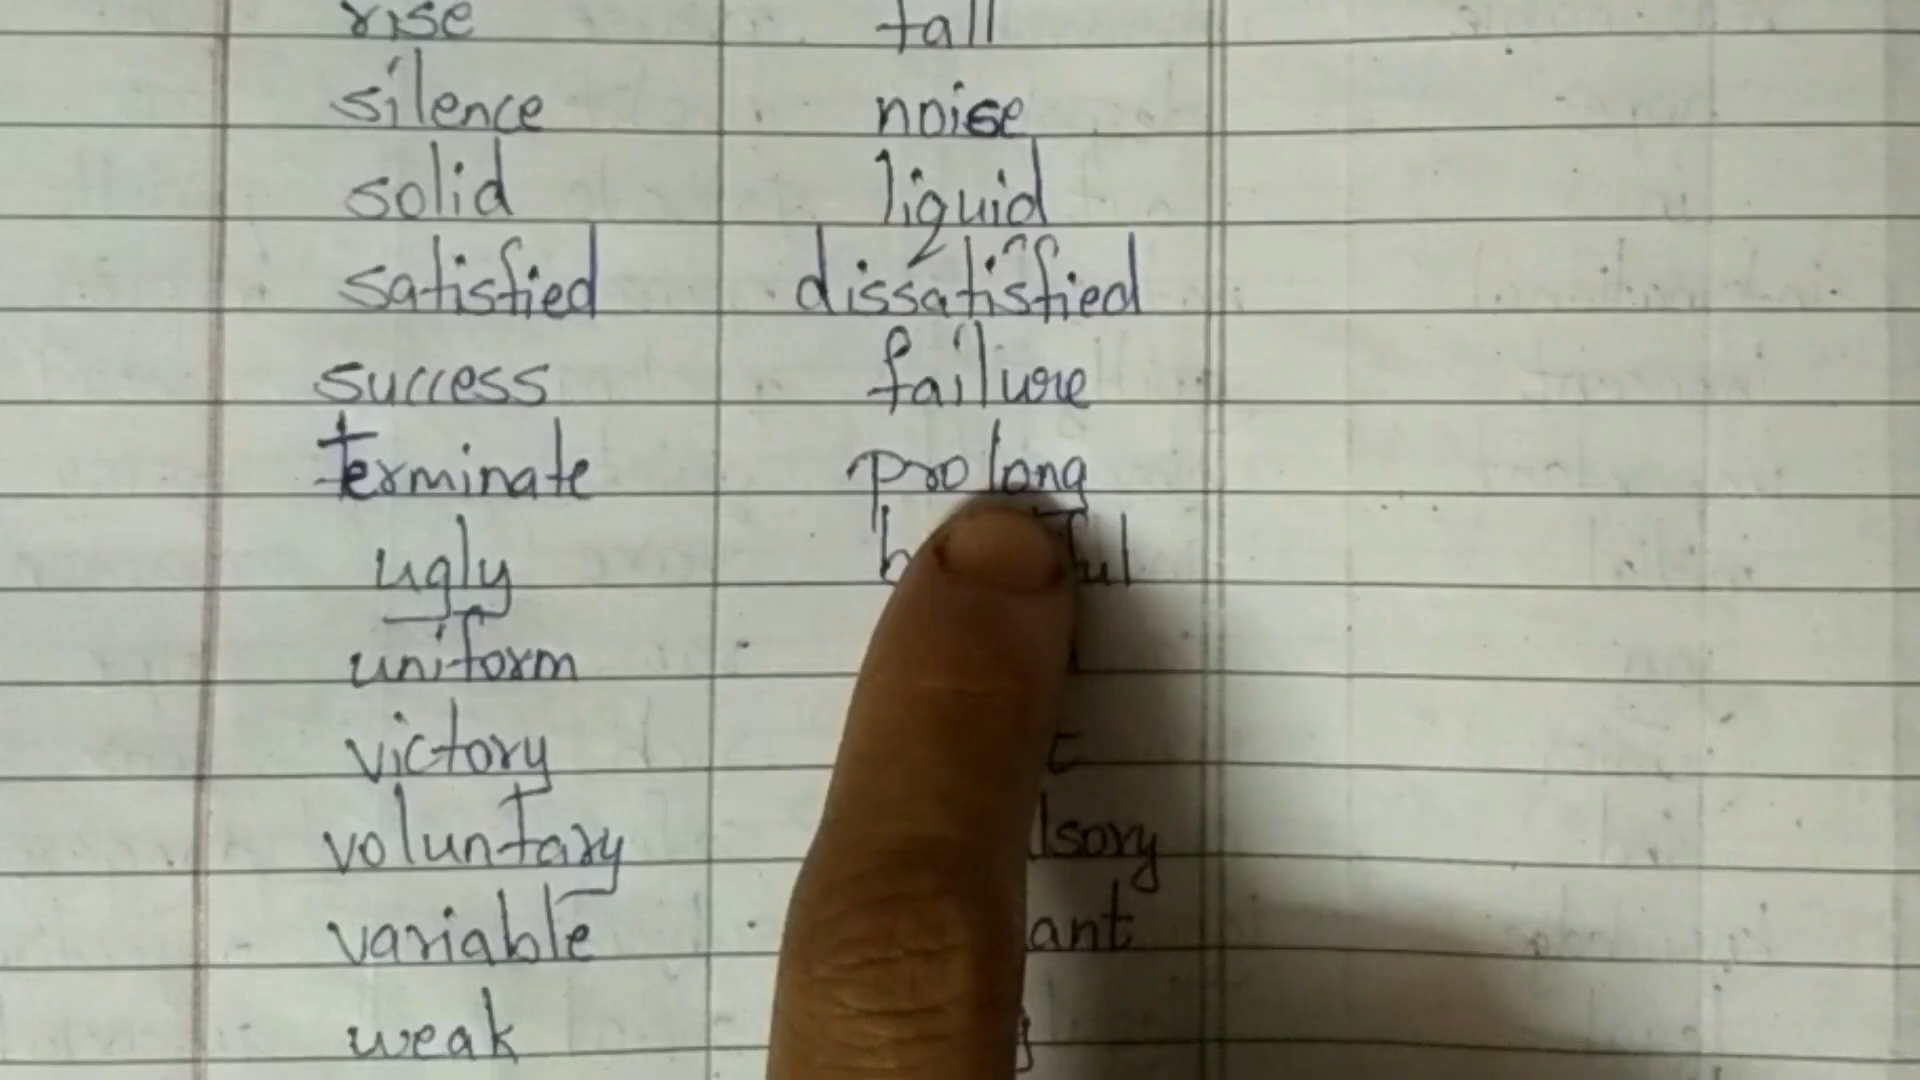 rise fall
silence noise
solid liquid
satisfied dissatisfied
success failure
terminate prolong
ugly
uniform
victory
voluntary
variable
weak